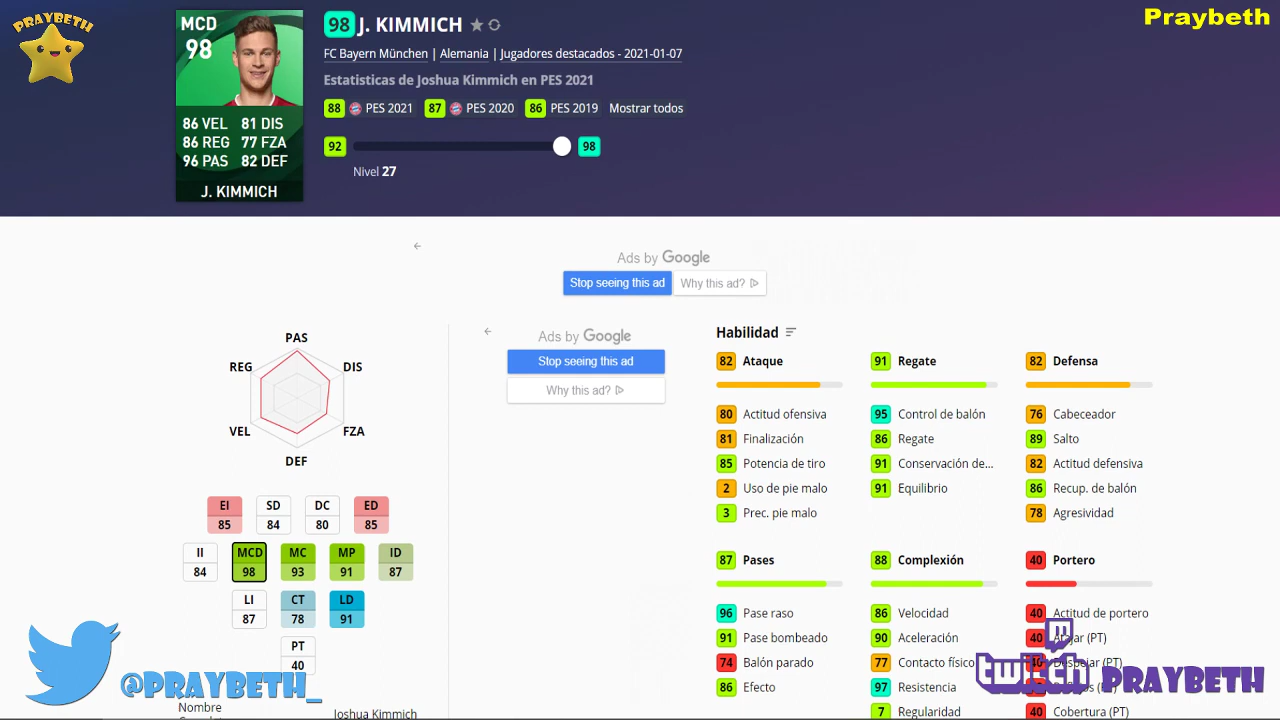 PRAYBETH
Praybeth
MCD
98
86 VEL 81 DIS
86 REG 77 FZA
96 PAS 82 DEF
J. KIMMICH
98 J. KIMMICH
FC Bayern München | Alemania | Jugadores destacados - 2021-01-07
Estatisticas de Joshua Kimmich en PES 2021
88 PES 2021 87 PES 2020 86 PES 2019 Mostrar todos
92 98
Nivel 27
Ads by Google
Stop seeing this ad Why this ad?
Ads by Google
Stop seeing this ad
Why this ad?
PAS
REG DIS
VEL FZA
DEF
EI SD DC ED
85 84 80 85
II MCD MC MP ID
84 98 93 91 87
LI CT LD
87 78 91
PT
40
Nombre
Joshua Kimmich
Habilidad
82 Ataque
80 Actitud ofensiva
81 Finalización
85 Potencia de tiro
2 Uso de pie malo
3 Prec. pie malo
91 Regate
95 Control de balón
86 Regate
91 Conservación de...
91 Equilibrio
82 Defensa
76 Cabeceador
89 Salto
82 Actitud defensiva
86 Recup. de balón
78 Agresividad
87 Pases
96 Pase raso
91 Pase bombeado
74 Balón parado
86 Efecto
88 Complexión
86 Velocidad
90 Aceleración
77 Contacto físico
97 Resistencia
7 Regularidad
40 Portero
40 Actitud de portero
40 (PT)
40 Despejar (PT)
(PT)
40 Cobertura (PT)
@PRAYBETH_
twitch PRAYBETH